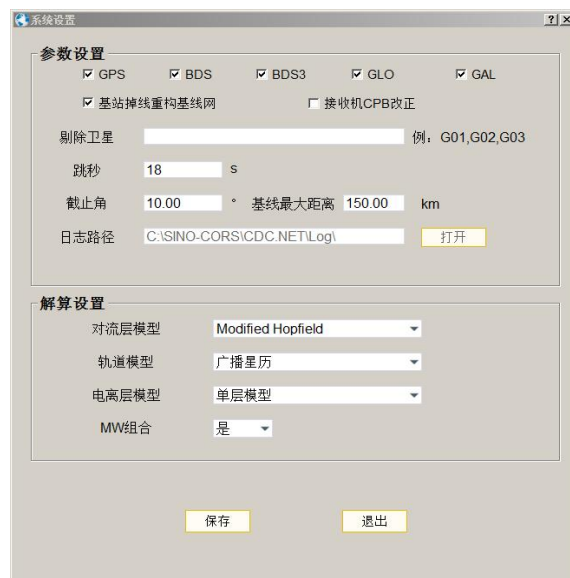 系统设置
参数设置
GPS BDS BDS3 GLO GAL
基站掉线重构基线网 接收机CPB改正
剔除卫星 例：G01,G02,G03
跳秒 18 s
截止角 10.00 ° 基线最大距离 150.00 km
日志路径 C:\SINO-CORS\CDC.NET\Log\ 打开
解算设置
对流层模型 Modified Hopfield
轨道模型 广播星历
电离层模型 单层模型
MW组合 是
保存 退出